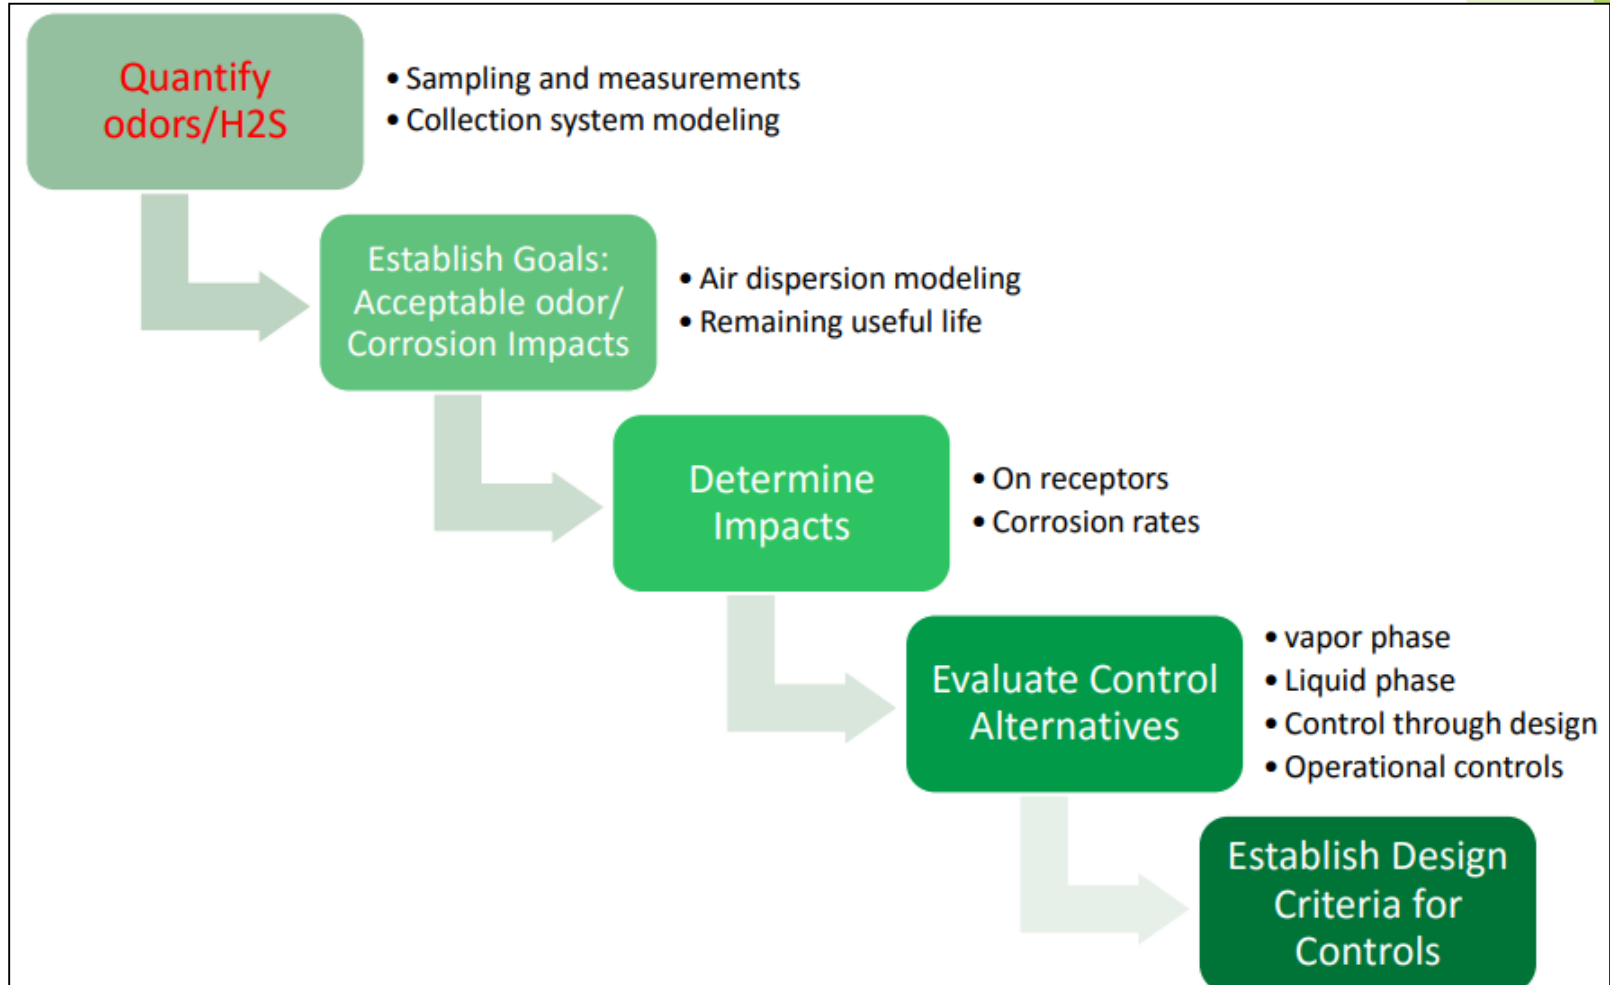 Quantify
odors/H2S
• Sampling and measurements
• Collection system modeling
Establish Goals:
Acceptable odor/
Corrosion Impacts
• Air dispersion modeling
• Remaining useful life
Determine
Impacts
• On receptors
• Corrosion rates
Evaluate Control
Alternatives
• vapor phase
• Liquid phase
• Control through design
• Operational controls
Establish Design
Criteria for
Controls